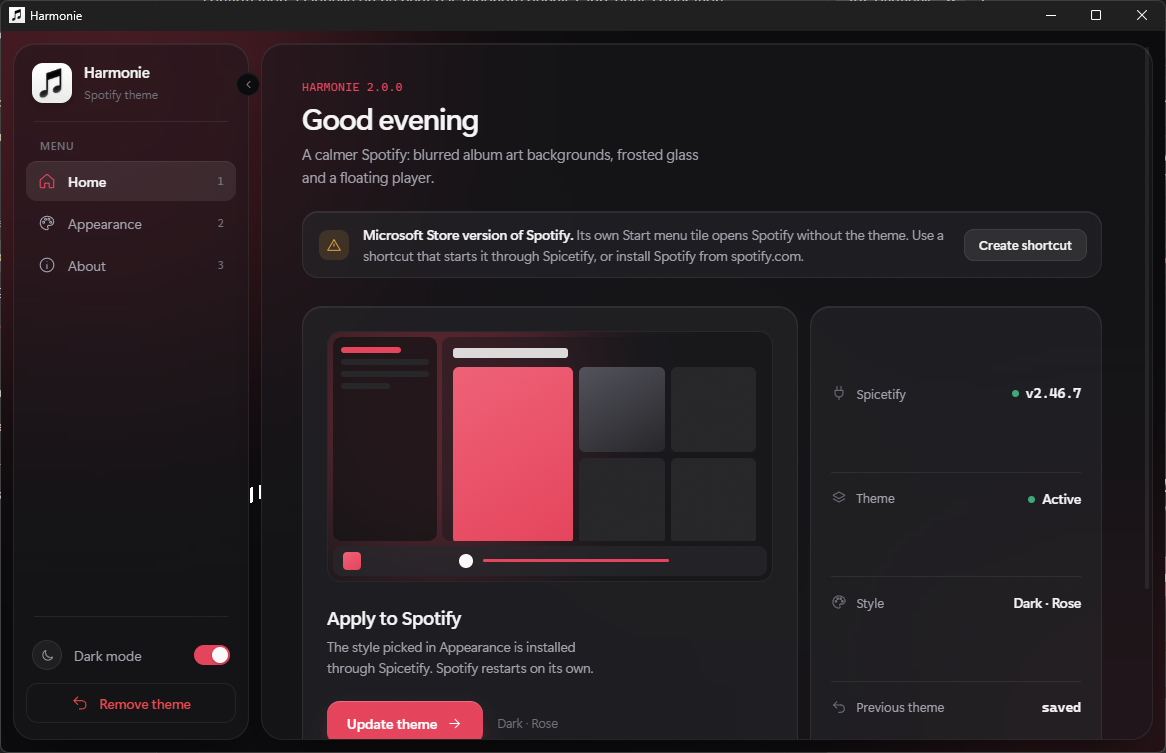 Harmonie
Harmonie
Spotify theme
MENU
Home 1
Appearance 2
About 3
Dark mode
Remove theme
HARMONIE 2.0.0
Good evening
A calmer Spotify: blurred album art backgrounds, frosted glass
and a floating player.
Microsoft Store version of Spotify. Its own Start menu tile opens Spotify without the theme. Use a
shortcut that starts it through Spicetify, or install Spotify from spotify.com.
Create shortcut
Apply to Spotify
The style picked in Appearance is installed
through Spicetify. Spotify restarts on its own.
Update theme → Dark · Rose
Spicetify v2.46.7
Theme Active
Style Dark · Rose
Previous theme saved